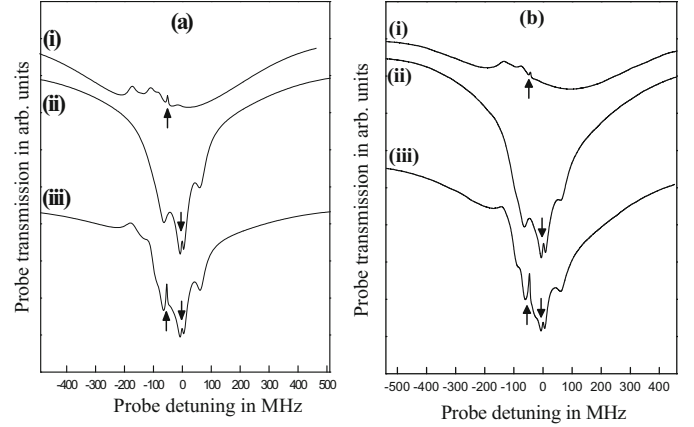 (a)
(i)
(ii)
(iii)
Probe transmission in arb. units
-400 -300 -200 -100 0 100 200 300 400 500
Probe detuning in MHz
(b)
(i)
(ii)
(iii)
Probe transmission in arb. units
-500 -400 -300 -200 -100 0 100 200 300 400
Probe detuning in MHz